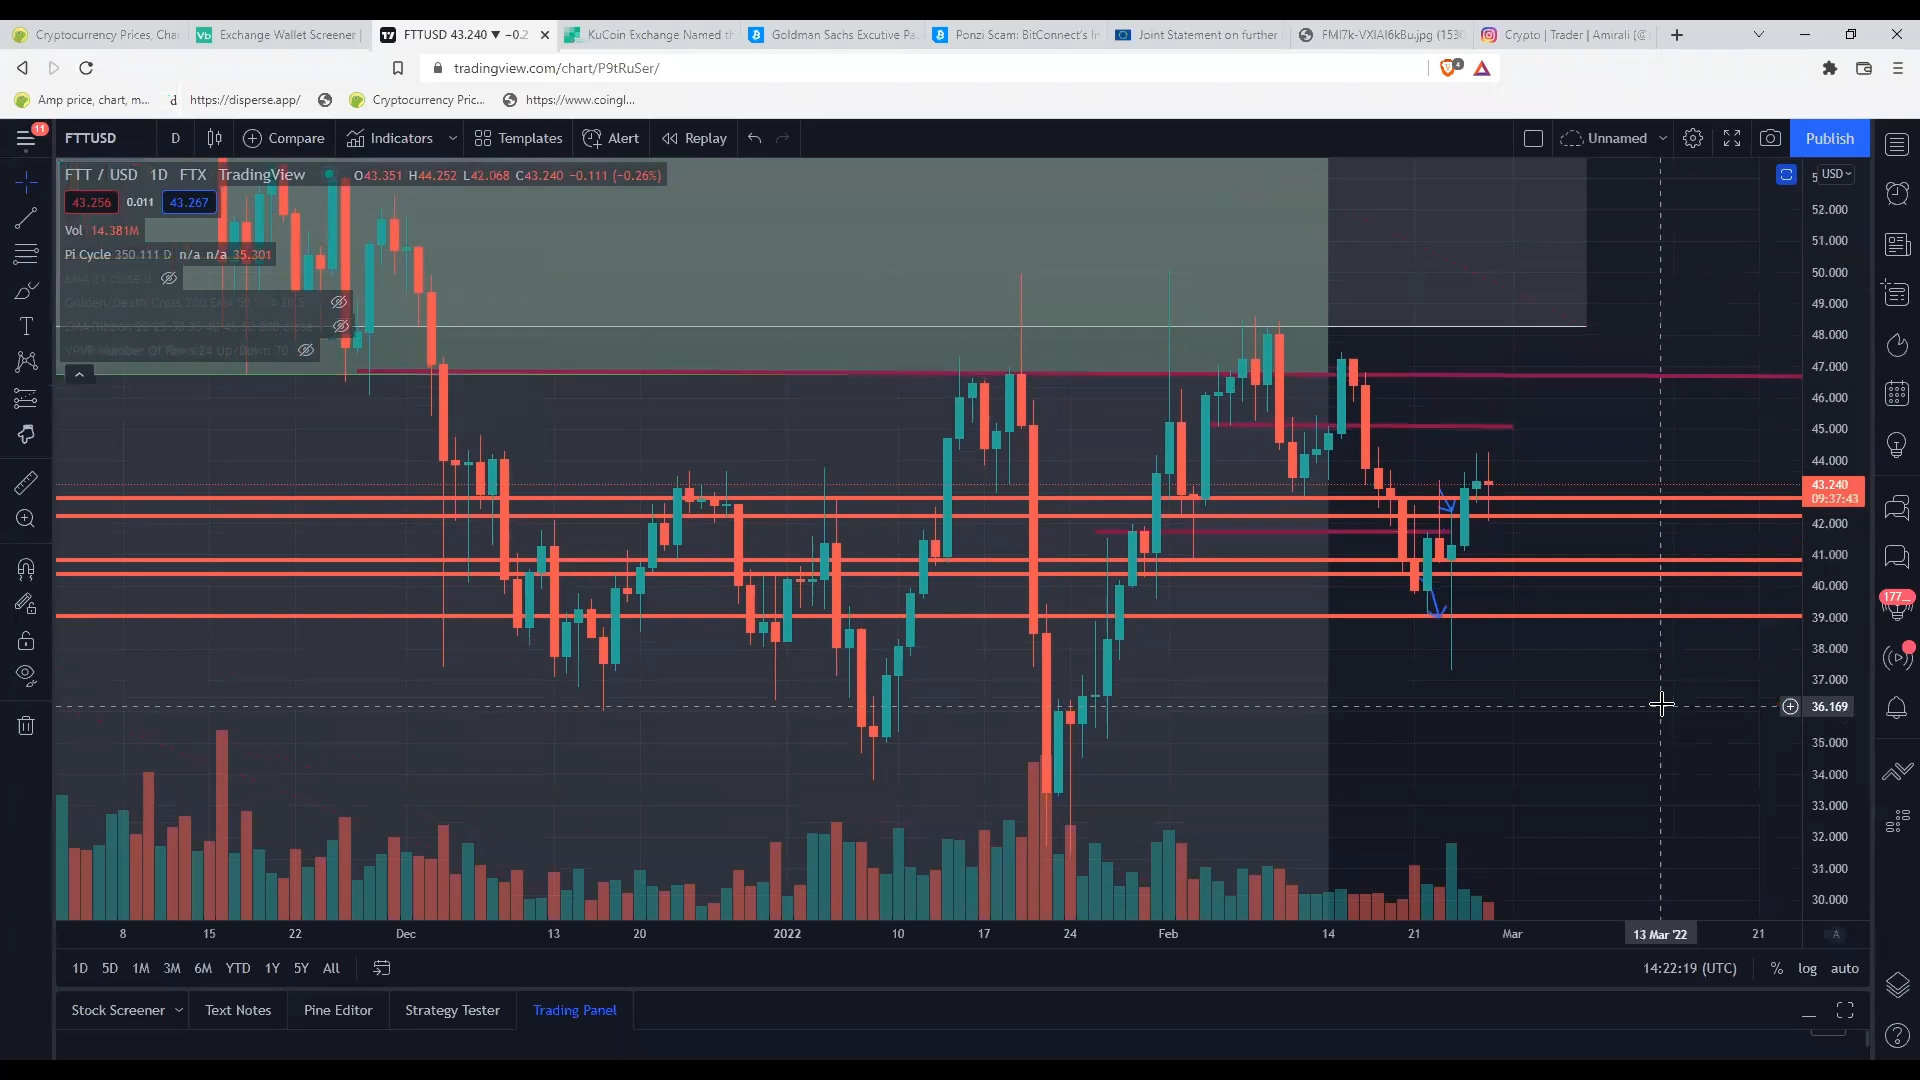 Cryptocurrency Prices, Cha
Exchange Wallet Screener |
FTTUSD 43.240 ▼ −0.2
KuCoin Exchange Named th
Goldman Sachs Excutive Pa
Ponzi Scam: BitConnect's In
Joint Statement on further
FMI7k-VXIAI6kBu.jpg (1530
Crypto | Trader | Amirali (@
tradingview.com/chart/P9tRuSer/
4
Amp price, chart, m...
d
https://disperse.app/
Cryptocurrency Pric...
https://www.coingl...
11
FTTUSD
D
Compare
Indicators
Templates
Alert
Replay
Unnamed
Publish
FTT / USD 1D FTX TradingView
O43.351 H44.252 L42.068 C43.240 −0.111 (−0.26%)
43.256 0.011 43.267
Vol 14.381M
Pi Cycle 350 111 D n/a n/a 35.301
USD
52.000
51.000
50.000
49.000
48.000
47.000
46.000
45.000
44.000
43.240
09:37:43
42.000
41.000
40.000
39.000
38.000
37.000
36.169
35.000
34.000
33.000
32.000
31.000
30.000
177...
8 15 22 Dec 13 20 2022 10 17 24 Feb 14 21 Mar 13 Mar '22 21
A
1D 5D 1M 3M 6M YTD 1Y 5Y All
14:22:19 (UTC) % log auto
Stock Screener
Text Notes
Pine Editor
Strategy Tester
Trading Panel